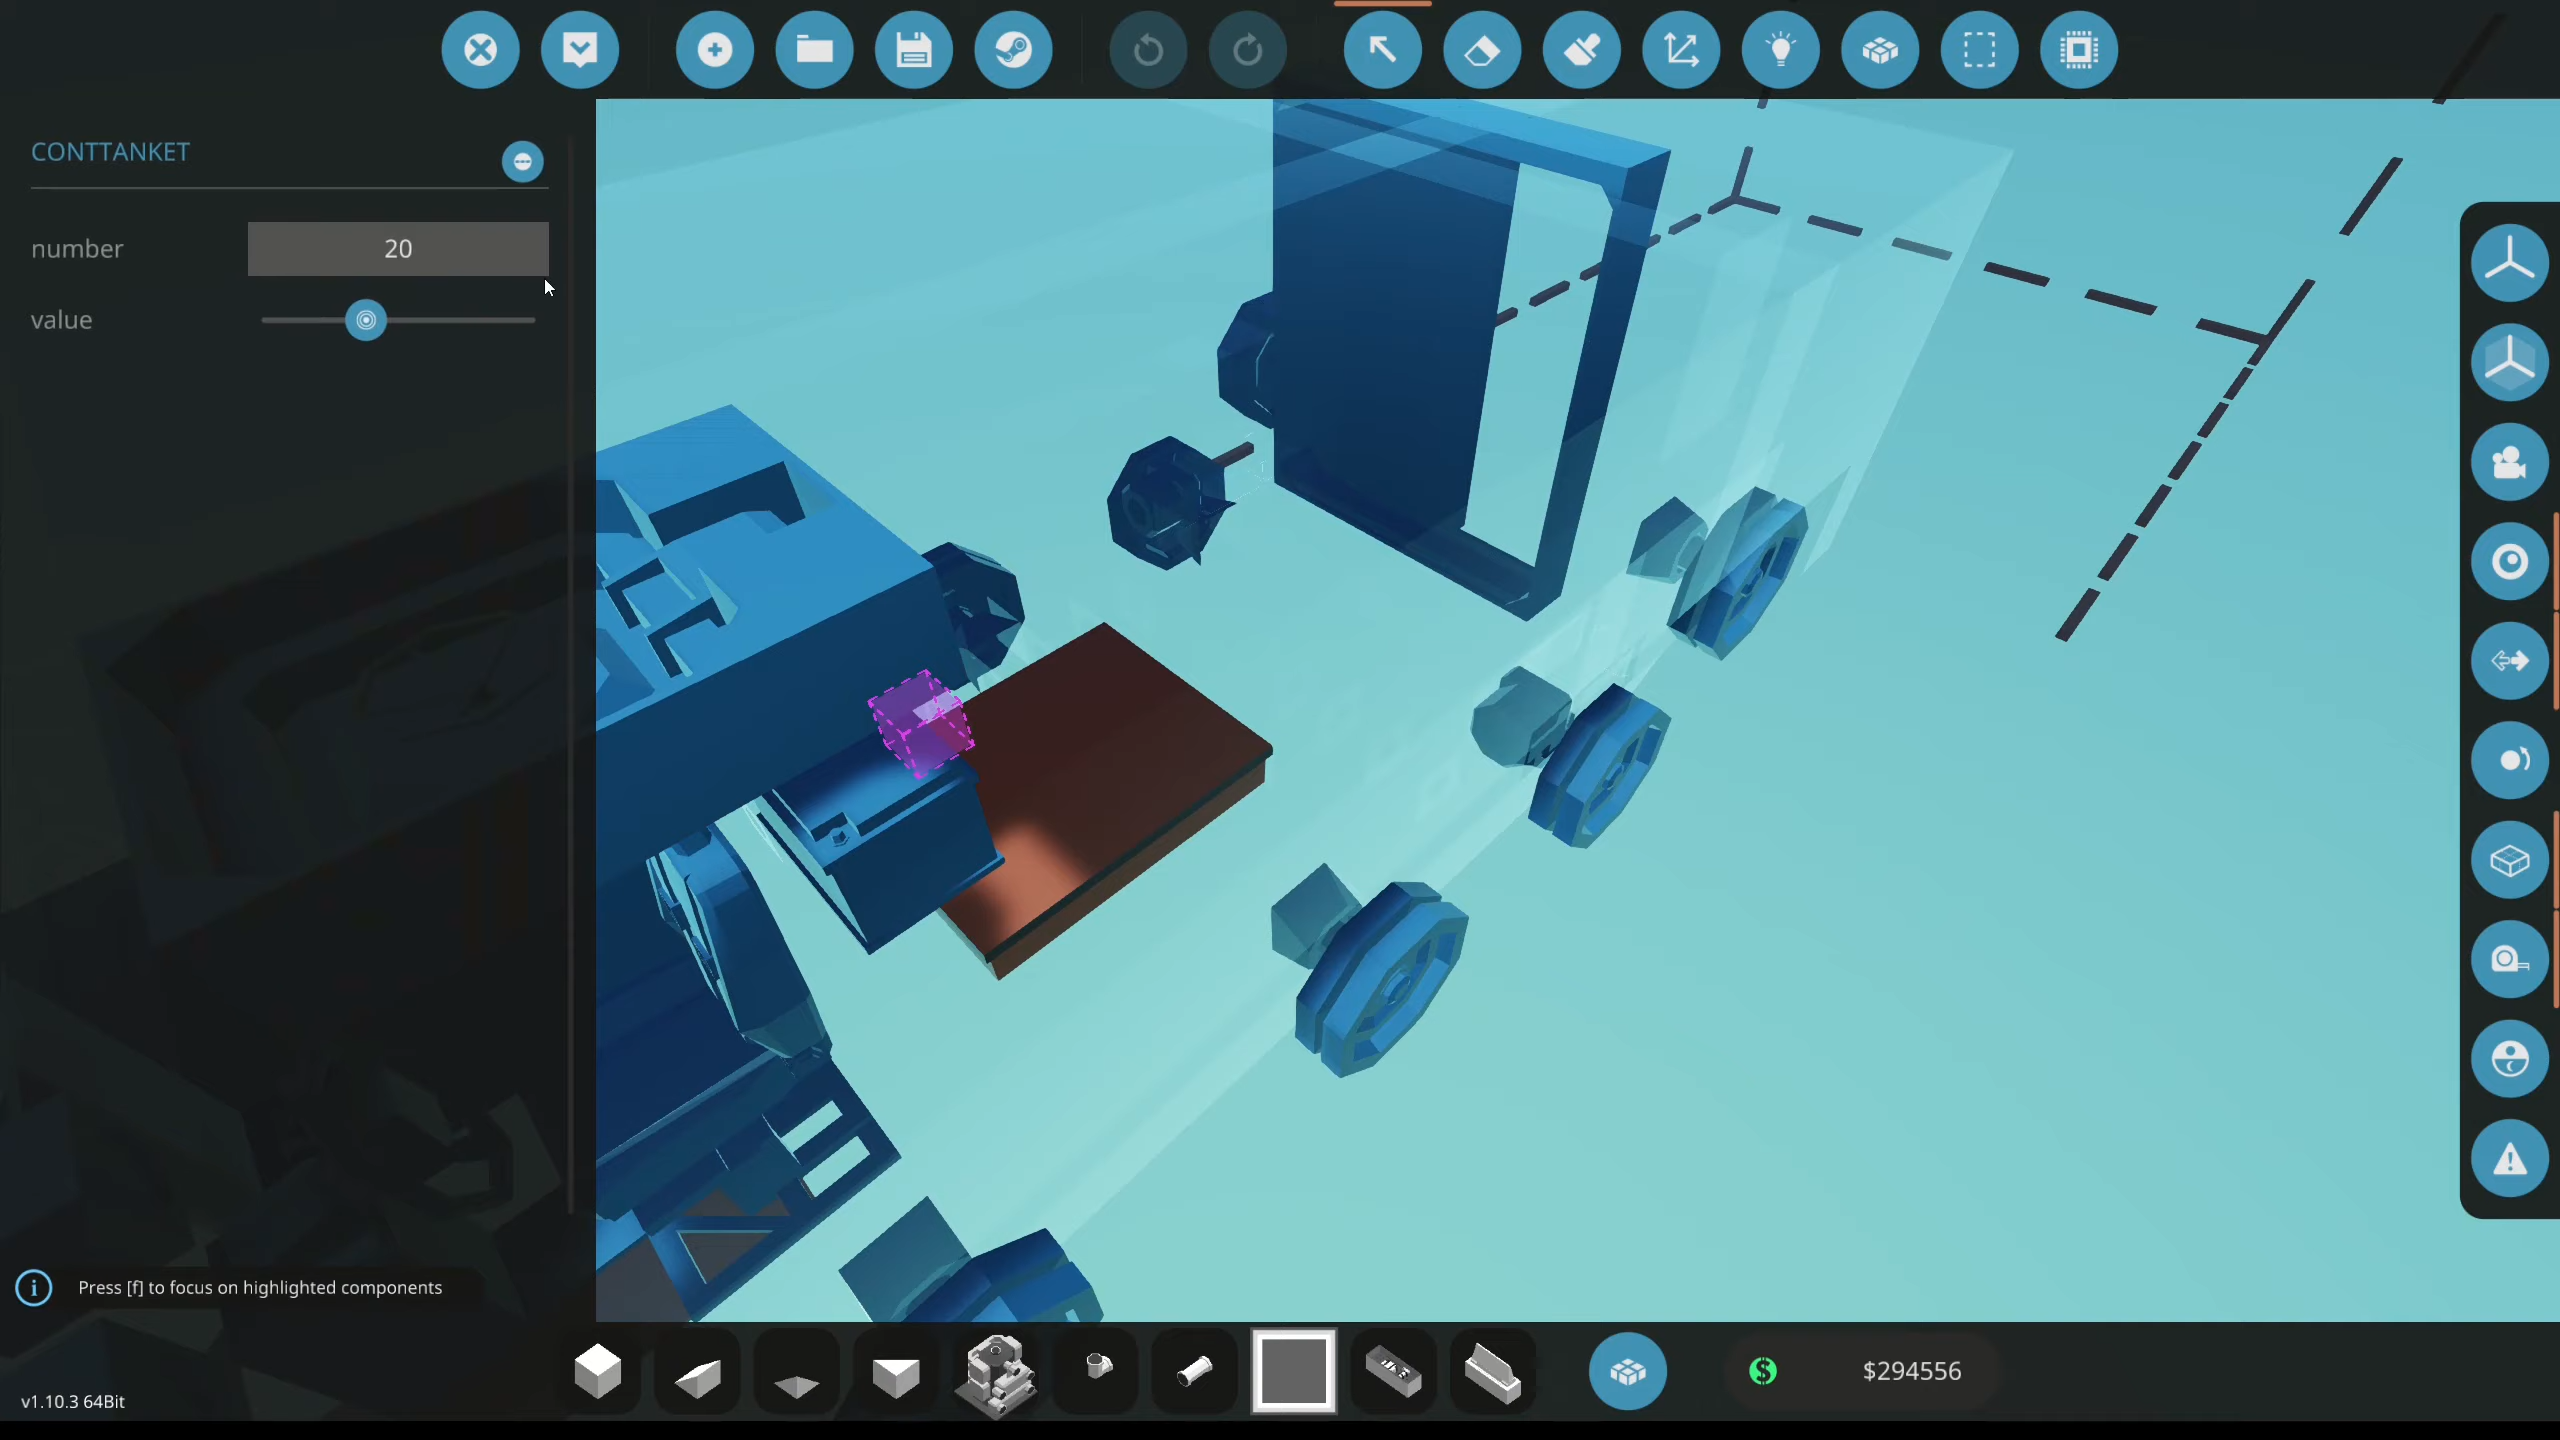 CONTTANKET
number
20
value
Press [f] to focus on highlighted components
$294556
v1.10.3 64Bit